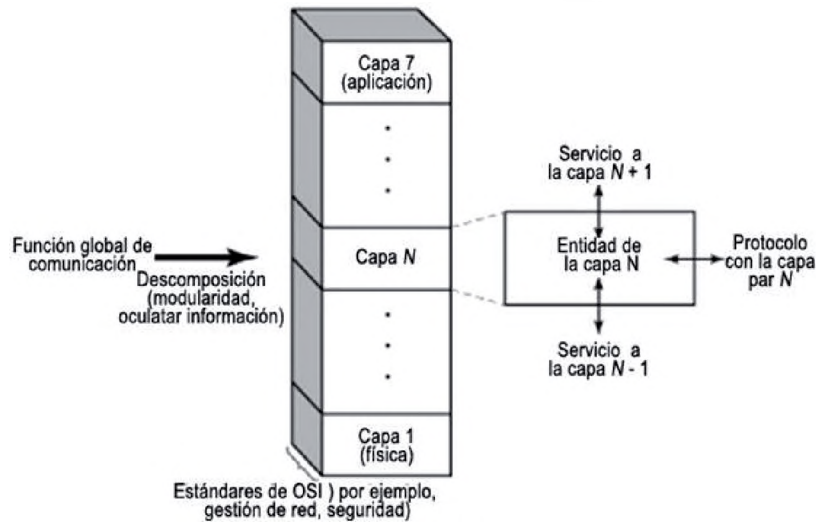 Capa 7
(aplicación)
Servicio a
la capa N + 1
Función global de
comunicación
Descomposición
(modularidad,
oculatar información)
Capa N
Entidad de
la capa N
Protocolo
con la capa
par N
Servicio a
la capa N - 1
Capa 1
(física)
Estándares de OSI ) por ejemplo,
gestión de red, seguridad)